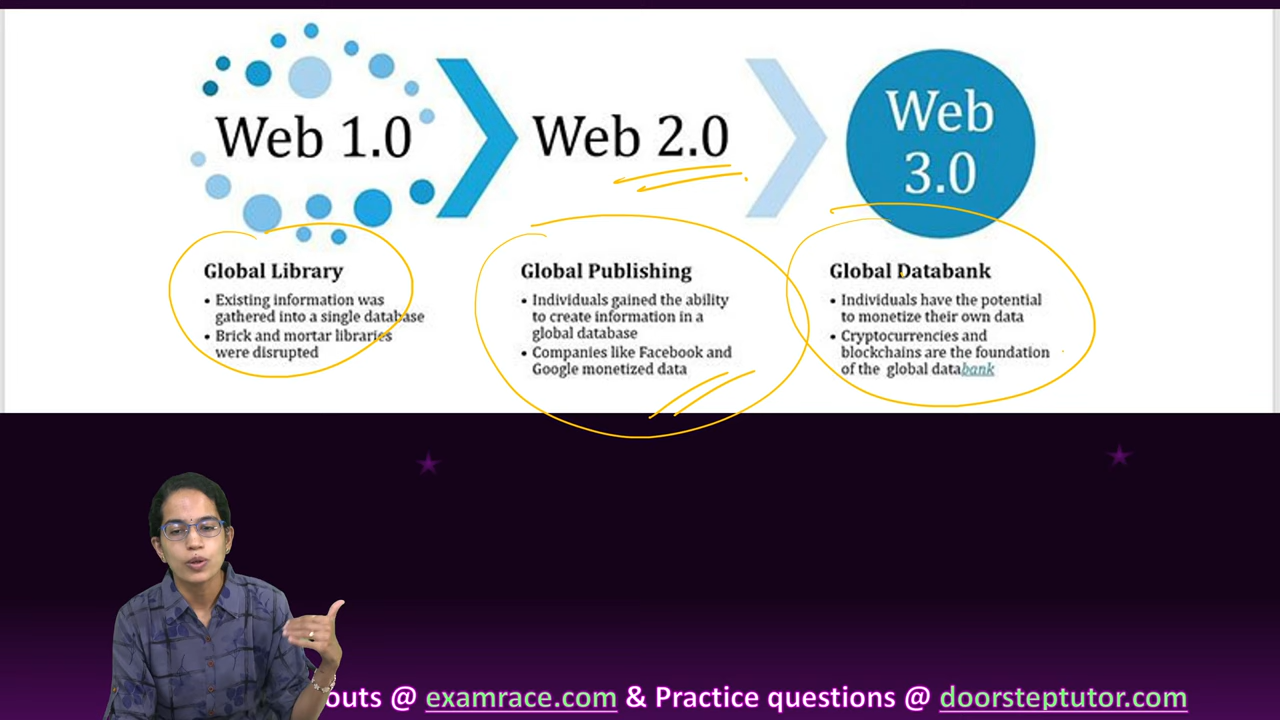 Web 1.0
Web 2.0
Web
3.0
Global Library
• Existing information was
gathered into a single database
• Brick and mortar libraries
were disrupted
Global Publishing
• Individuals gained the ability
to create information in a
global database
• Companies like Facebook and
Google monetized data
Global Databank
• Individuals have the potential
to monetize their own data
• Cryptocurrencies and
blockchains are the foundation
of the global databank
outs @ examrace.com & Practice questions @ doorsteptutor.com